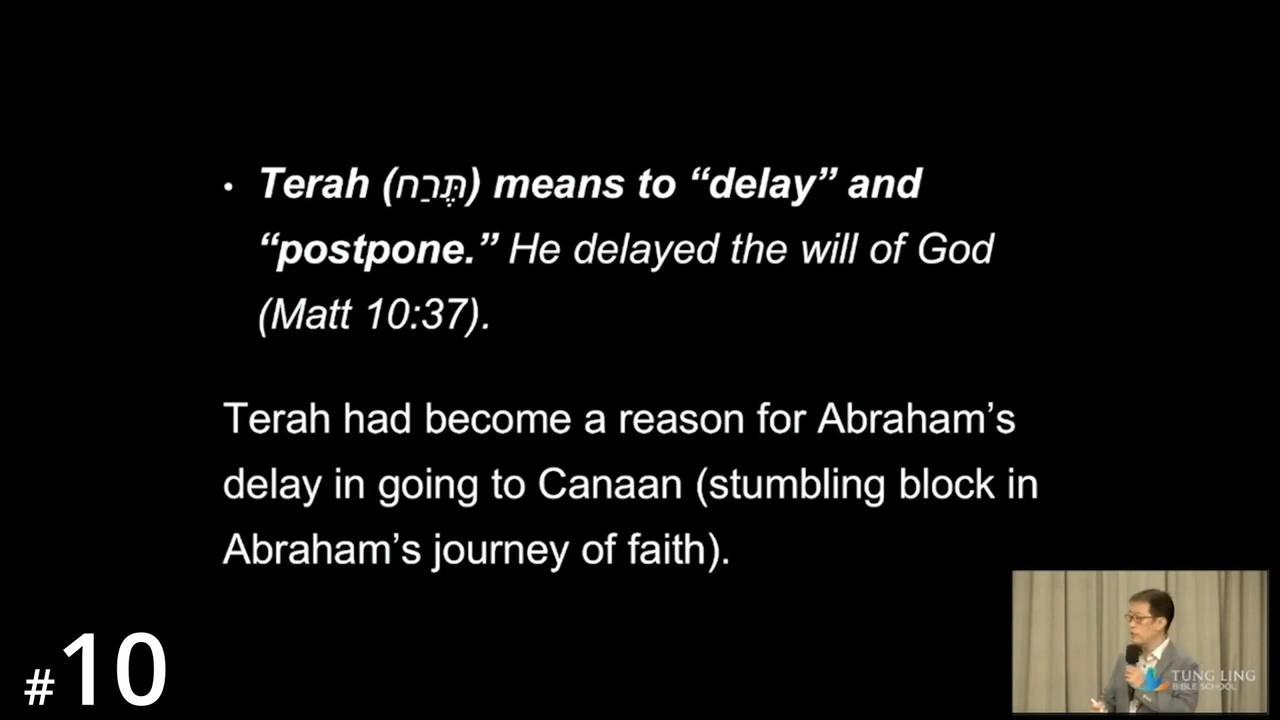 • Terah (תֶּרַח) means to “delay” and
“postpone.” He delayed the will of God
(Matt 10:37).
Terah had become a reason for Abraham’s
delay in going to Canaan (stumbling block in
Abraham’s journey of faith).
#10
TUNG LING
BIBLE SCHOOL